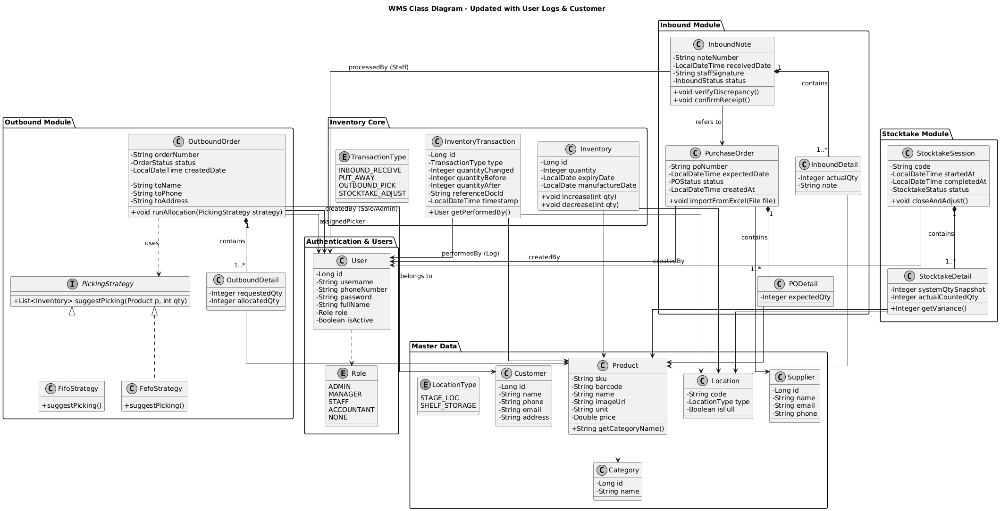 WMS Class Diagram - Updated with User Logs & Customer
Inbound Module
C InboundNote
-String noteNumber
-LocalDateTime receivedDate
-String staffSignature
-InboundStatus status
+void verifyDiscrepancy()
+void confirmReceipt()
processedBy (Staff)
1
contains
refers to
1..*
C PurchaseOrder
-String poNumber
-LocalDateTime expectedDate
-POStatus status
-LocalDateTime createdAt
+void importFromExcel(File file)
C InboundDetail
-Integer actualQty
-String note
1
contains
1..*
C PODetail
-Integer expectedQty
Outbound Module
C OutboundOrder
-String orderNumber
-OrderStatus status
-LocalDateTime createdDate
-String toName
-String toPhone
-String toAddress
+void runAllocation(PickingStrategy strategy)
createdBy (Sale/Admin)
assignedPicker
1
contains
uses
1..*
I PickingStrategy
+List<Inventory> suggestPicking(Product p, int qty)
C OutboundDetail
-Integer requestedQty
-Integer allocatedQty
C FifoStrategy
+suggestPicking()
C FefoStrategy
+suggestPicking()
Inventory Core
E TransactionType
INBOUND_RECEIVE
PUT_AWAY
OUTBOUND_PICK
STOCKTAKE_ADJUST
C InventoryTransaction
-Long id
-TransactionType type
-Integer quantityChanged
-Integer quantityBefore
-Integer quantityAfter
-String referenceDocId
-LocalDateTime timestamp
+User getPerformedBy()
C Inventory
-Long id
-Integer quantity
-LocalDate expiryDate
-LocalDate manufactureDate
+void increase(int qty)
+void decrease(int qty)
Stocktake Module
C StocktakeSession
-String code
-LocalDateTime startedAt
-LocalDateTime completedAt
-StocktakeStatus status
+void closeAndAdjust()
1
contains
1..*
C StocktakeDetail
-Integer systemQtySnapshot
-Integer actualCountedQty
+Integer getVariance()
Authentication & Users
C User
-Long id
-String username
-String phoneNumber
-String password
-String fullName
-Role role
-Boolean isActive
performedBy (Log)
createdBy
createdBy
belongs to
E Role
ADMIN
MANAGER
STAFF
ACCOUNTANT
NONE
Master Data
E LocationType
STAGE_LOC
SHELF_STORAGE
C Customer
-Long id
-String name
-String phone
-String email
-String address
C Product
-String sku
-String barcode
-String name
-String imageUrl
-String unit
-Double price
+String getCategoryName()
C Location
-String code
-LocationType type
-Boolean isFull
C Supplier
-Long id
-String name
-String email
-String phone
C Category
-Long id
-String name